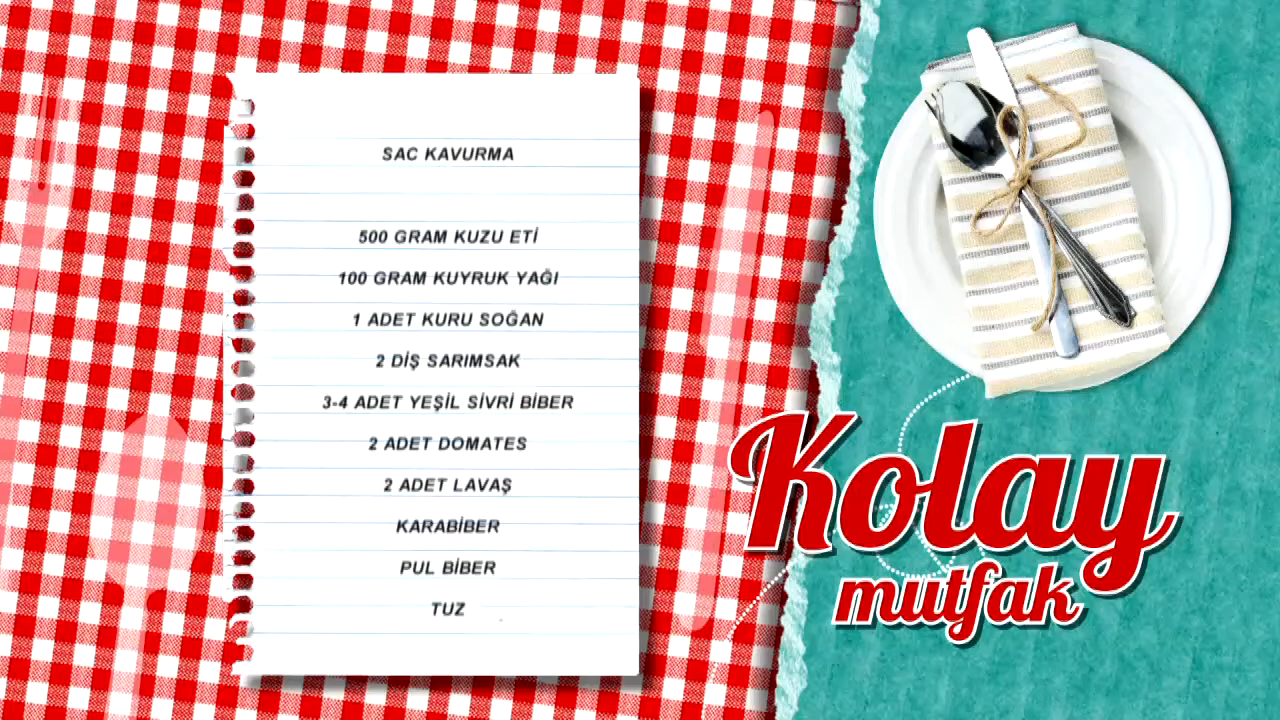 SAC KAVURMA
500 GRAM KUZU ETİ
100 GRAM KUYRUK YAĞI
1 ADET KURU SOĞAN
2 DİŞ SARIMSAK
3-4 ADET YEŞİL SİVRİ BİBER
2 ADET DOMATES
2 ADET LAVAŞ
KARABİBER
PUL BİBER
TUZ
Kolay
mutfak